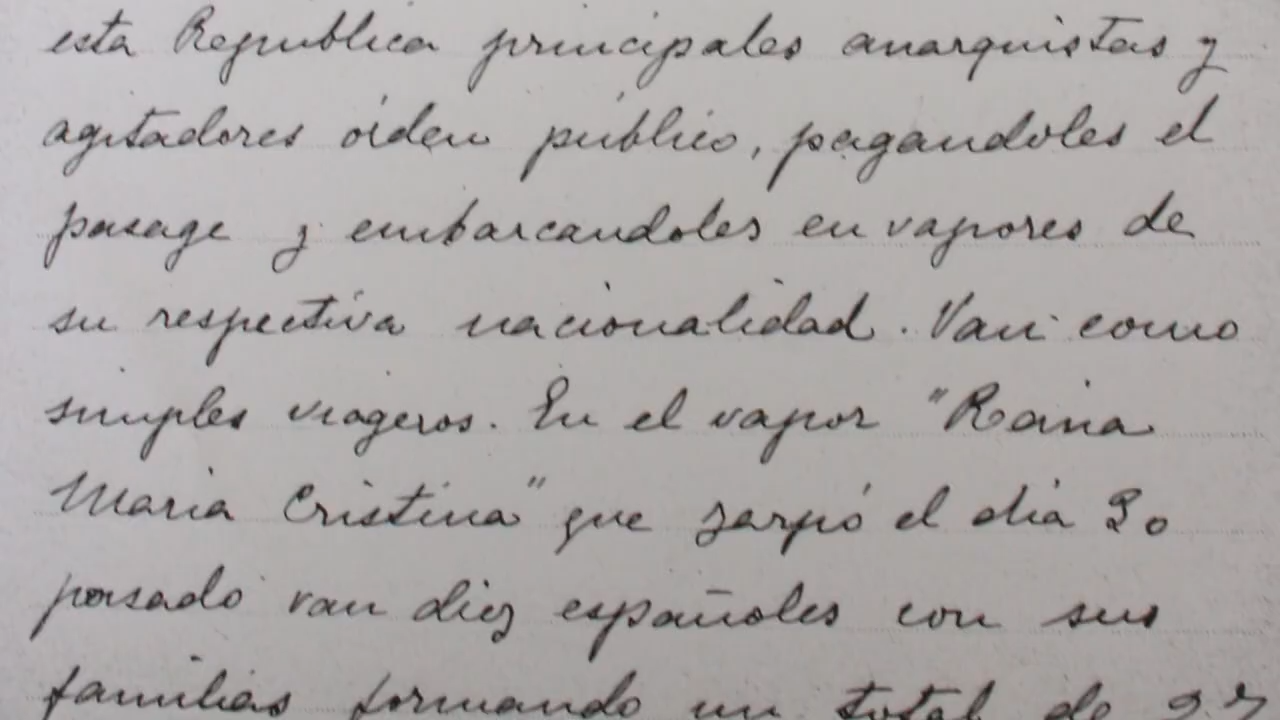 esta Republica principales anarquistas y
agitadores orden público, pagandoles el
pasage y embarcandoles en vapores de
su respectiva nacionalidad. Van como
simples viageros. En el vapor "Reina
Maria Cristina" que zarpó el dia 20
pasado van diez españoles con sus
familias formando un total de